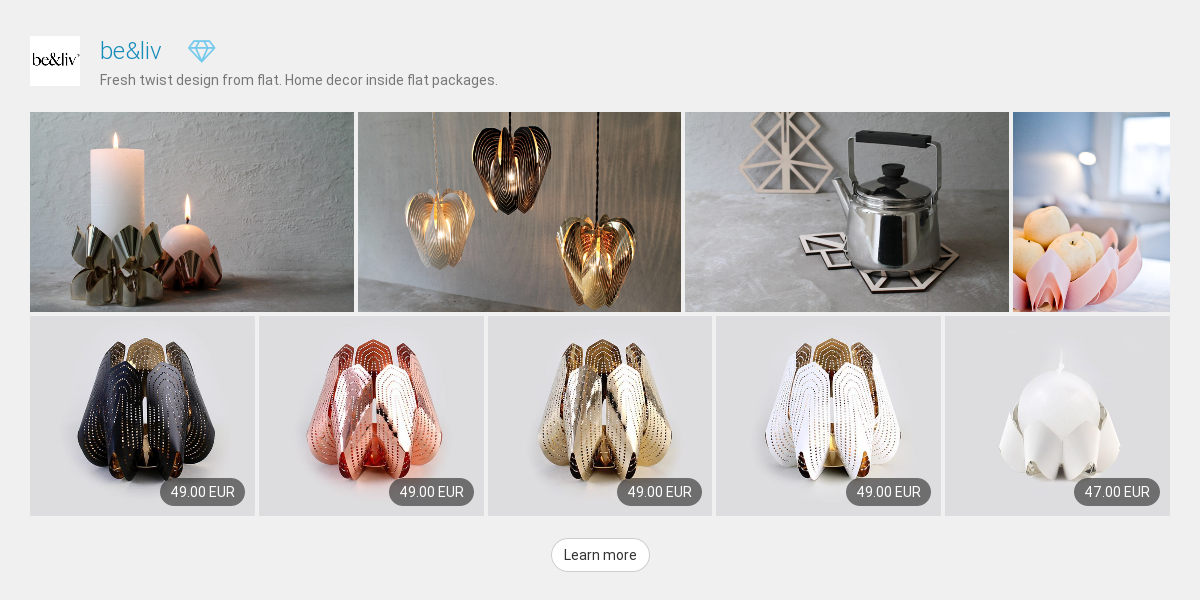 be&liv
be&liv
Fresh twist design from flat. Home decor inside flat packages.
49.00 EUR
49.00 EUR
49.00 EUR
49.00 EUR
47.00 EUR
Learn more